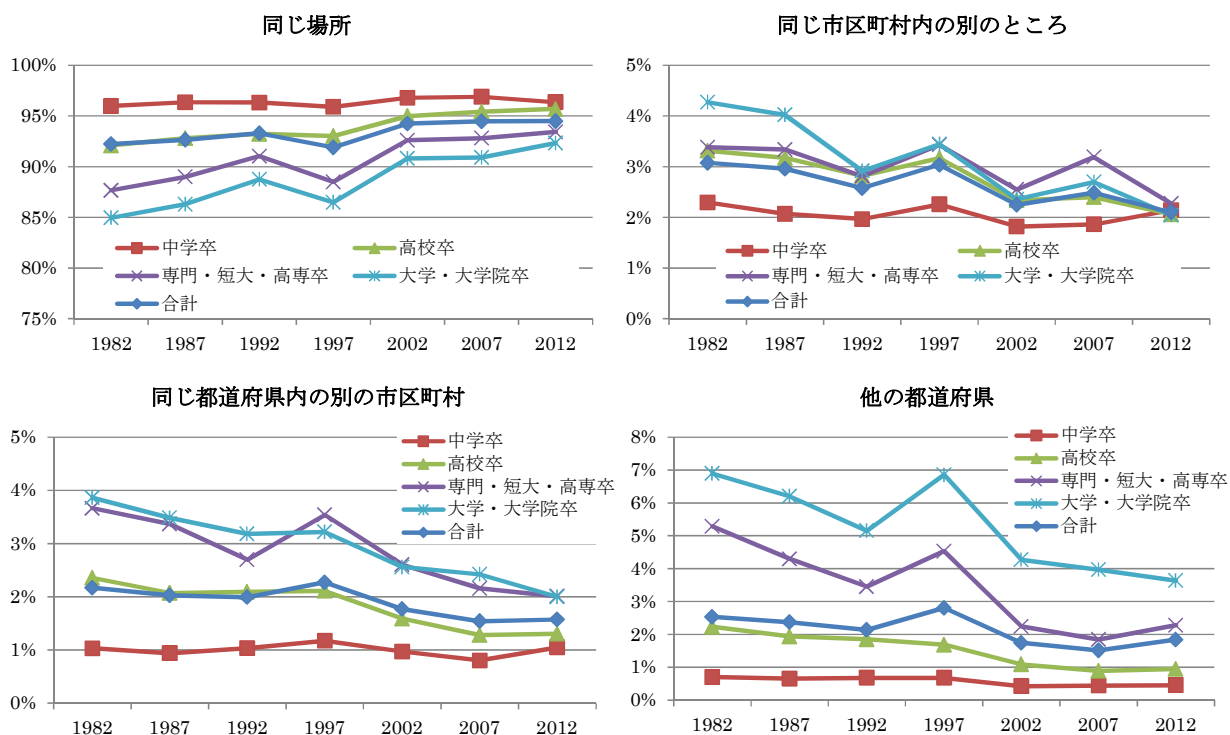 同じ場所
100%
95%
90%
85%
80%
75%
中学卒
高校卒
専門・短大・高専卒
大学・大学院卒
合計
1982 1987 1992 1997 2002 2007 2012
同じ市区町村内の別のところ
5%
4%
3%
2%
1%
0%
中学卒
高校卒
専門・短大・高専卒
大学・大学院卒
合計
1982 1987 1992 1997 2002 2007 2012
同じ都道府県内の別の市区町村
5%
4%
3%
2%
1%
0%
中学卒
高校卒
専門・短大・高専卒
大学・大学院卒
合計
1982 1987 1992 1997 2002 2007 2012
他の都道府県
8%
7%
6%
5%
4%
3%
2%
1%
0%
中学卒
高校卒
専門・短大・高専卒
大学・大学院卒
合計
1982 1987 1992 1997 2002 2007 2012